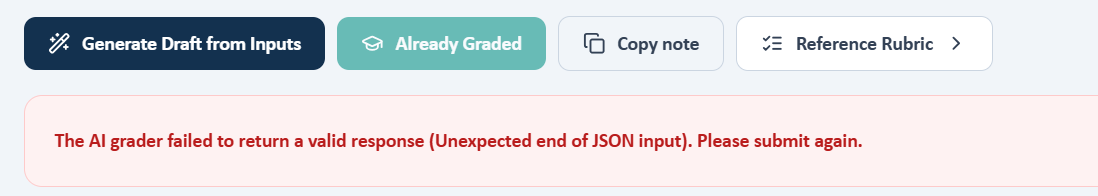 Generate Draft from Inputs
Already Graded
Copy note
Reference Rubric
The AI grader failed to return a valid response (Unexpected end of JSON input). Please submit again.